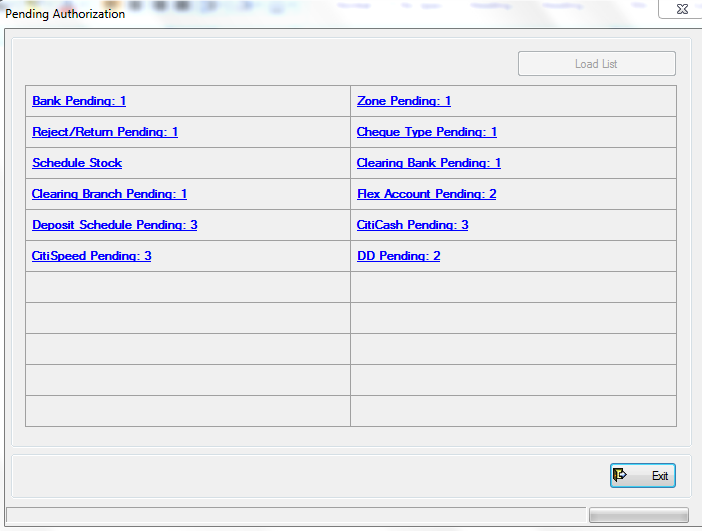 Pending Authorization
Load List
Bank Pending: 1
Zone Pending: 1
Reject/Return Pending: 1
Cheque Type Pending: 1
Schedule Stock
Clearing Bank Pending: 1
Clearing Branch Pending: 1
Flex Account Pending: 2
Deposit Schedule Pending: 3
CitiCash Pending: 3
CitiSpeed Pending: 3
DD Pending: 2
Exit